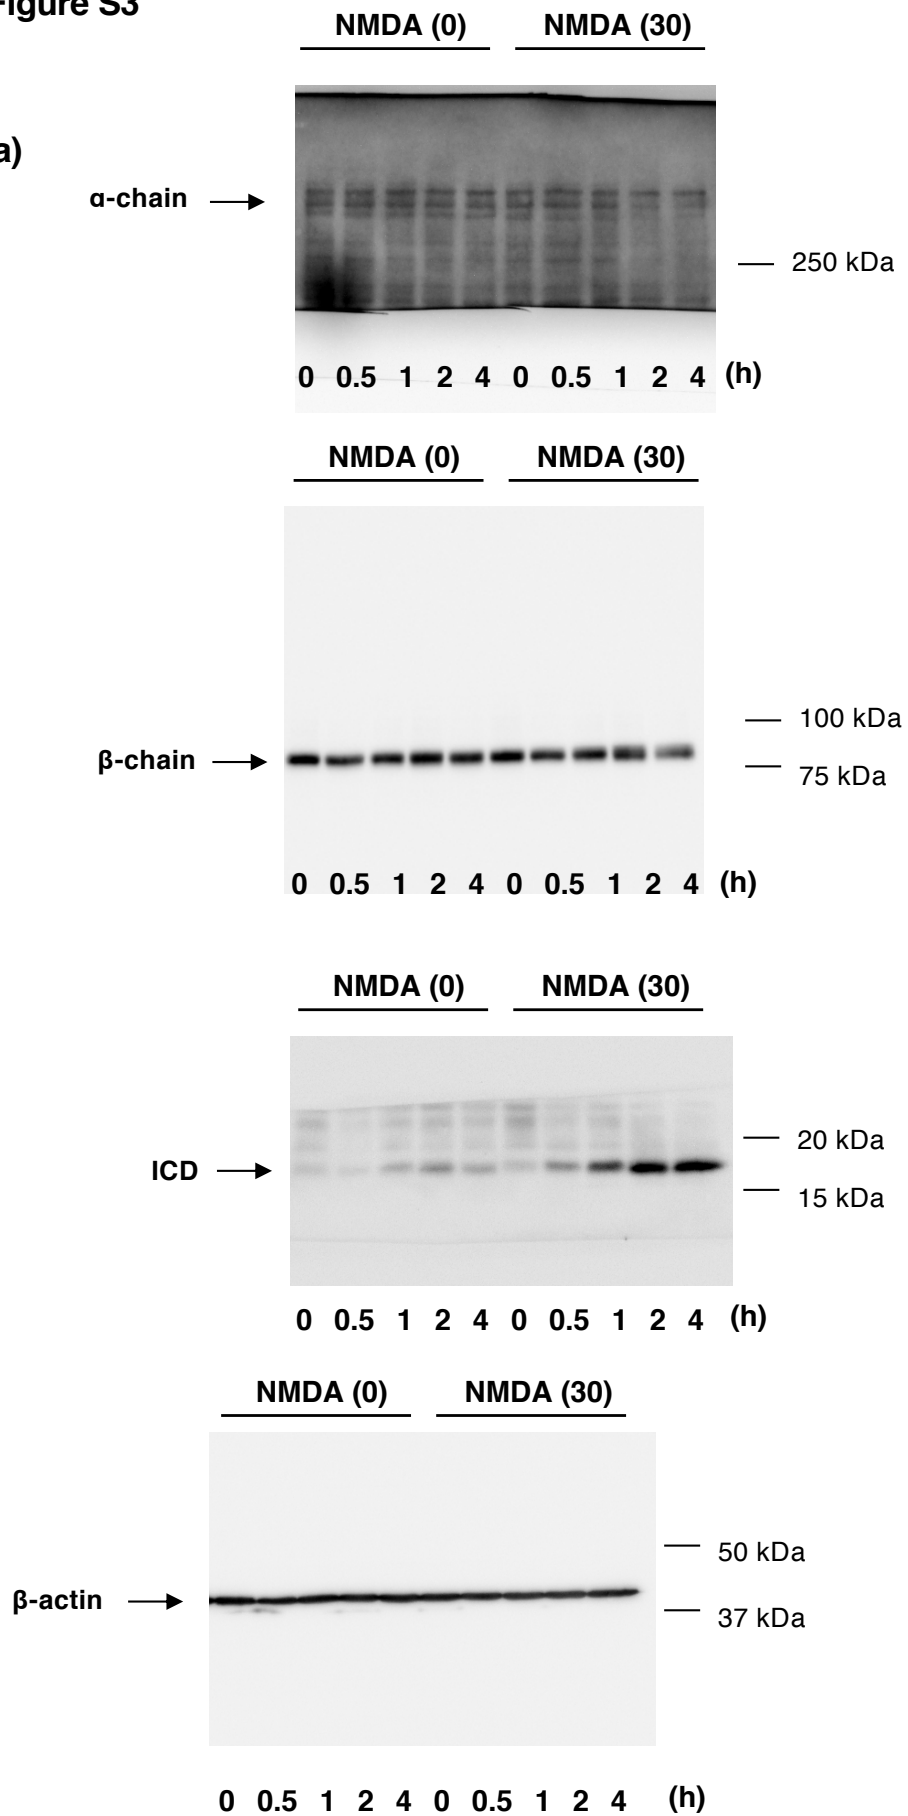 Figure S3
NMDA (0) NMDA (30)
a)
α-chain
250 kDa
0 0.5 1 2 4 0 0.5 1 2 4 (h)
NMDA (0) NMDA (30)
100 kDa
β-chain
75 kDa
0 0.5 1 2 4 0 0.5 1 2 4 (h)
NMDA (0) NMDA (30)
20 kDa
ICD
15 kDa
0 0.5 1 2 4 0 0.5 1 2 4 (h)
NMDA (0) NMDA (30)
50 kDa
β-actin
37 kDa
0 0.5 1 2 4 0 0.5 1 2 4 (h)